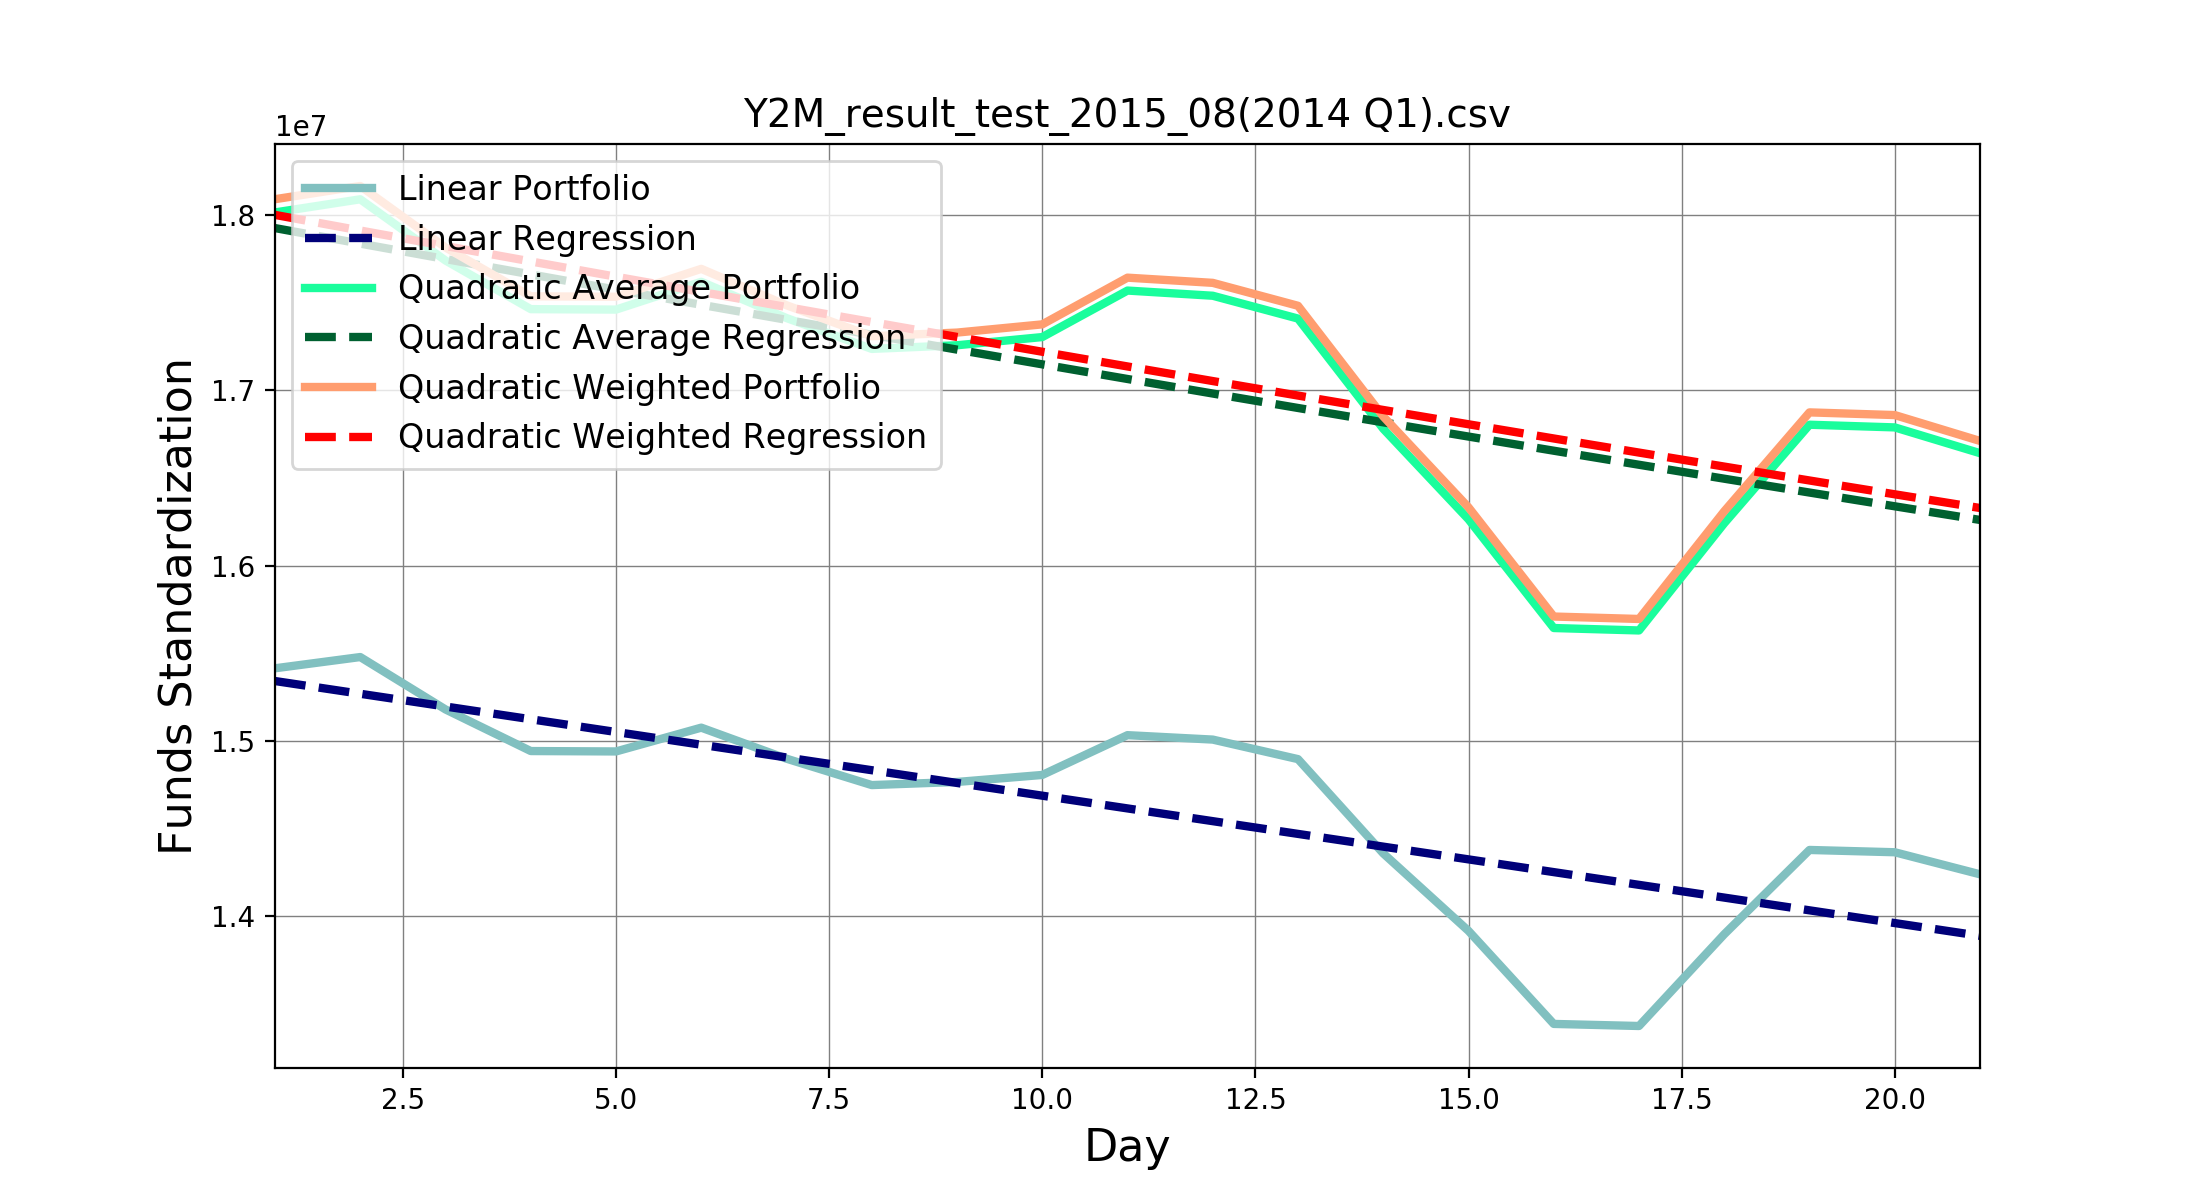 Y2M_result_test_2015_08(2014 Q1).csv
1e7
Linear Portfolio
Linear Regression
Quadratic Average Portfolio
Quadratic Average Regression
Quadratic Weighted Portfolio
Quadratic Weighted Regression
1.8
1.7
1.6
1.5
1.4
Funds Standardization
2.5 5.0 7.5 10.0 12.5 15.0 17.5 20.0
Day